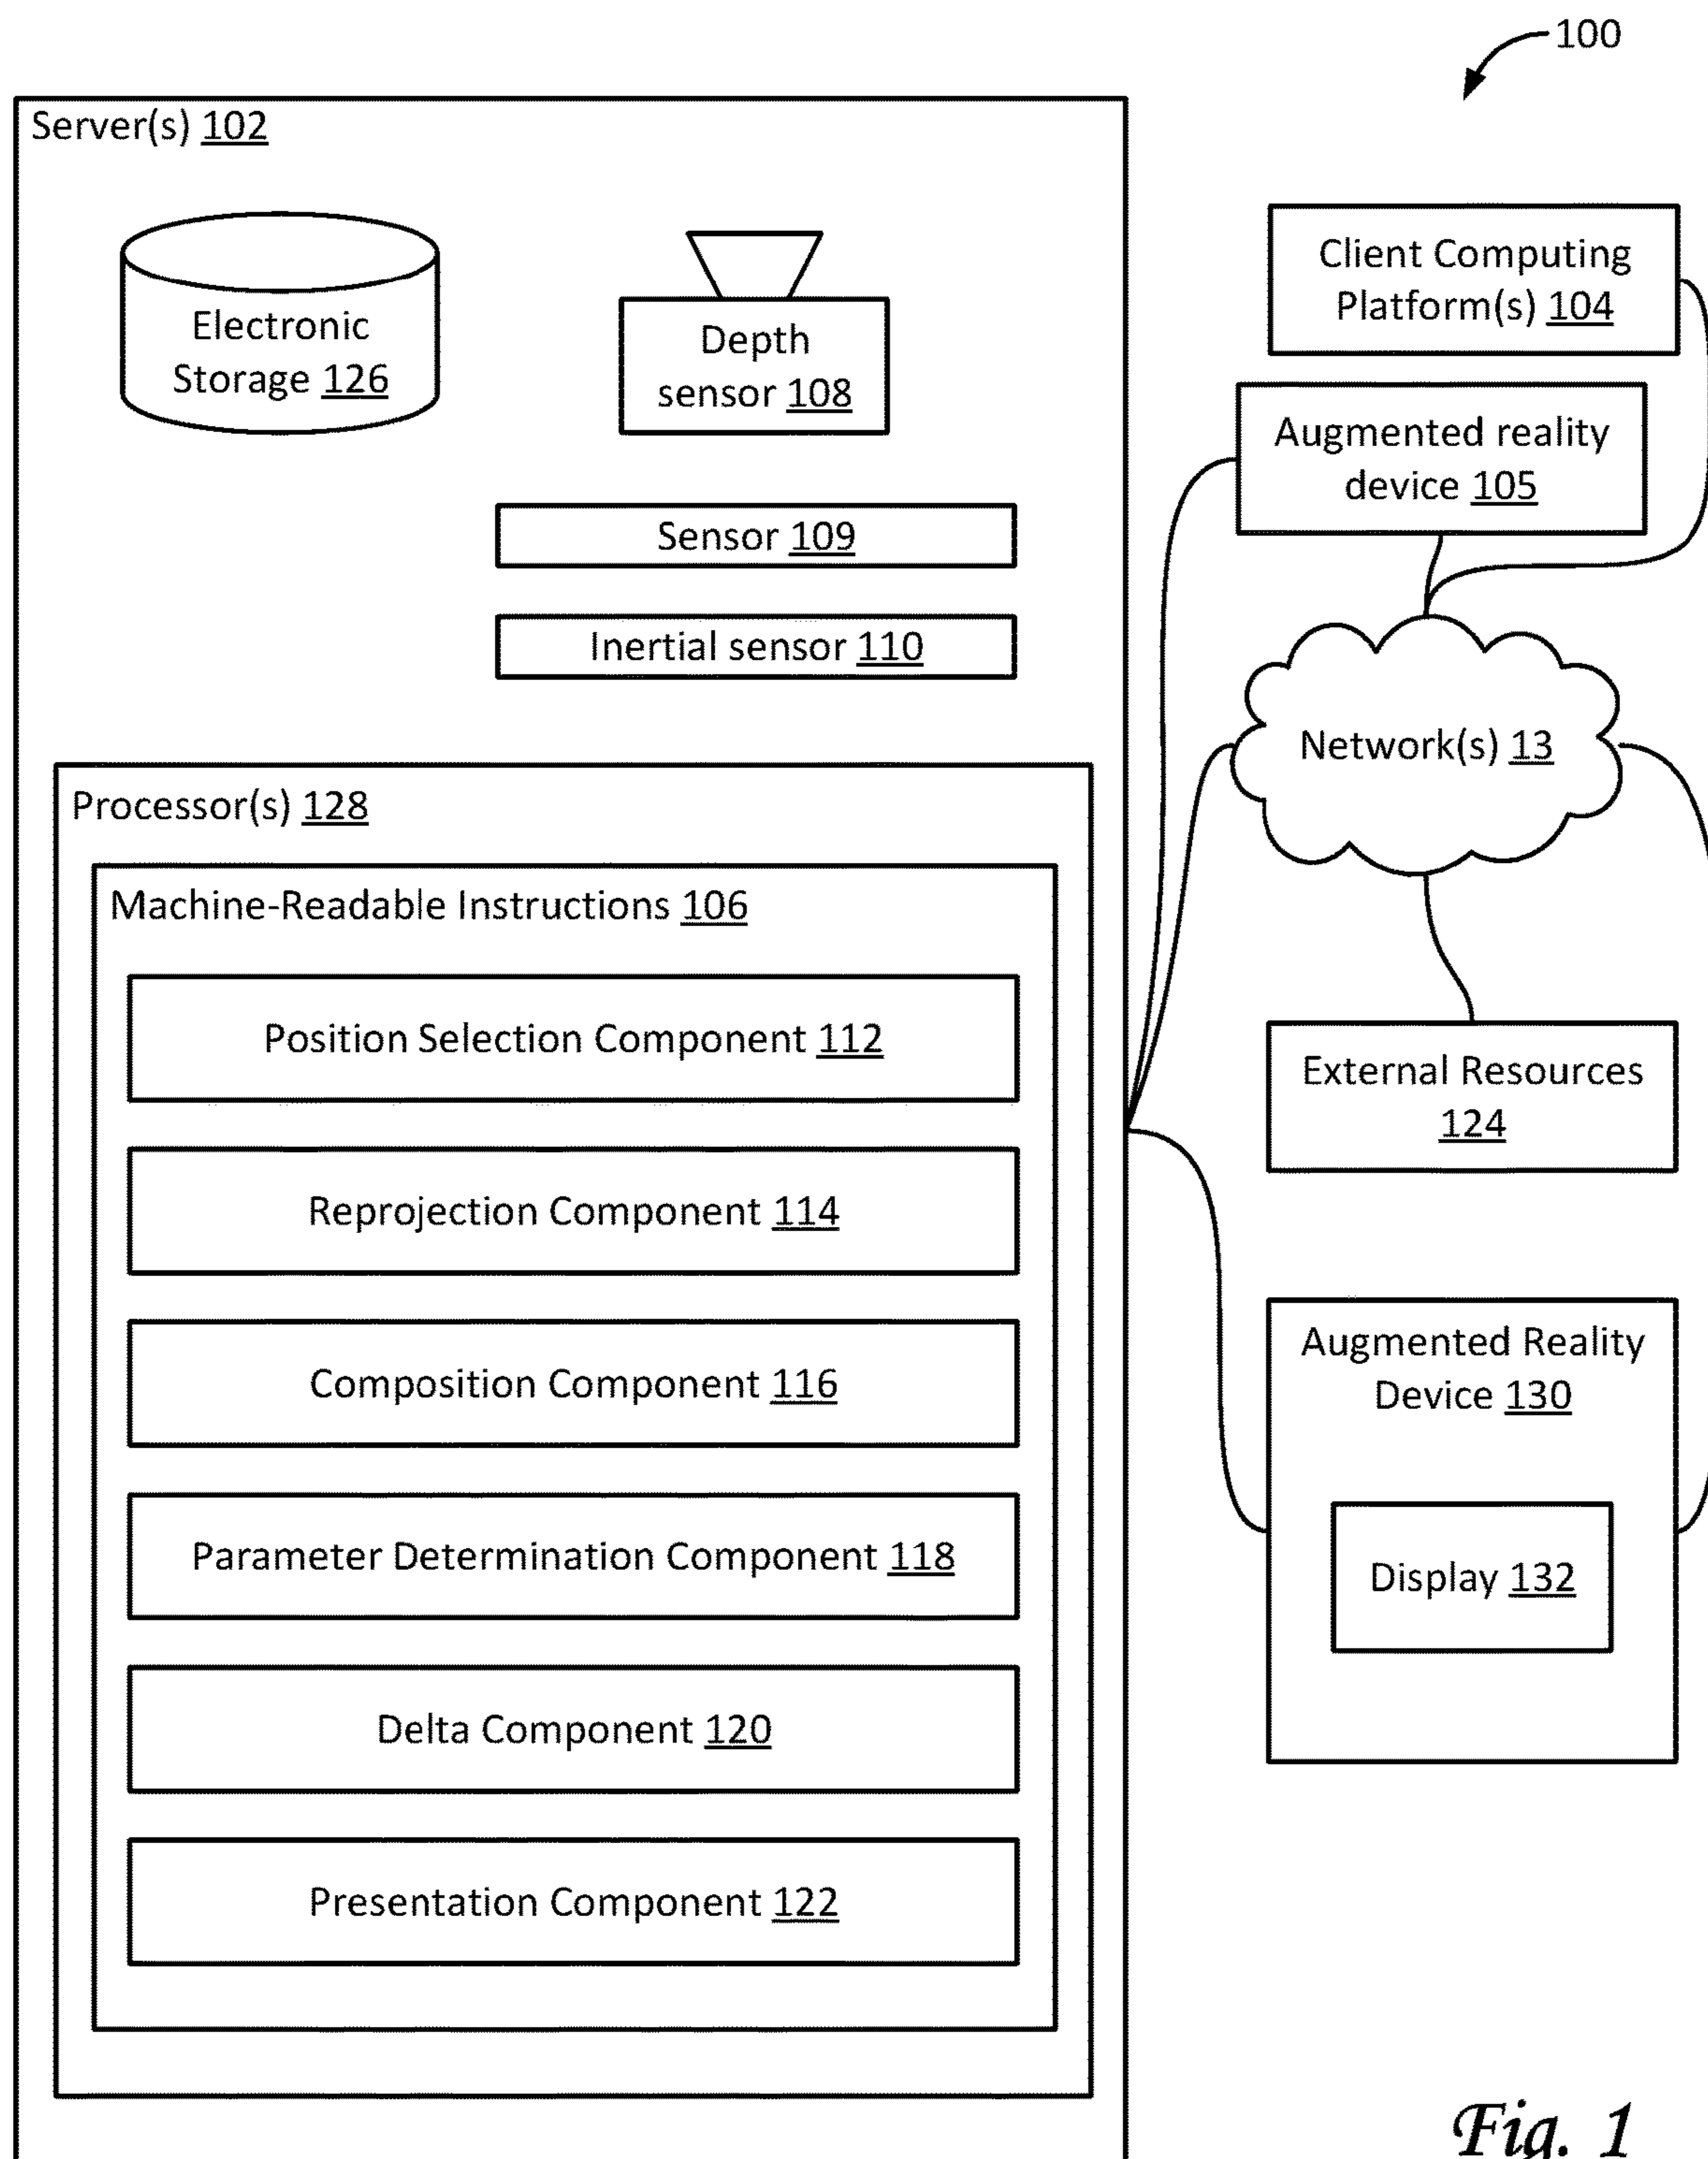 100
Server(s) 102
Electronic
Storage 126
Depth
sensor 108
Sensor 109
Inertial sensor 110
Processor(s) 128
Machine-Readable Instructions 106
Position Selection Component 112
Reprojection Component 114
Composition Component 116
Parameter Determination Component 118
Delta Component 120
Presentation Component 122
Client Computing
Platform(s) 104
Augmented reality
device 105
Network(s) 13
External Resources
124
Augmented Reality
Device 130
Display 132
Fig. 1